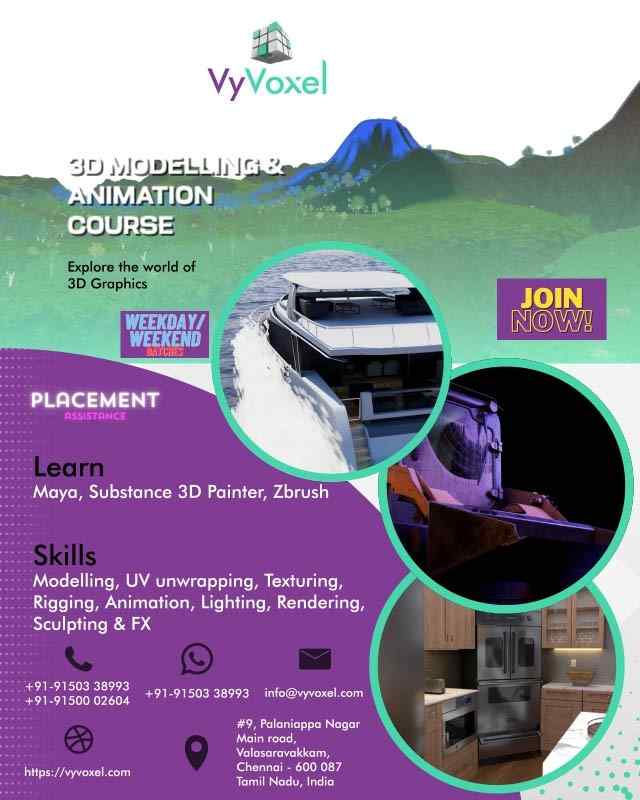 VyVoxel
3D MODELLING &
ANIMATION
COURSE
Explore the world of
3D Graphics
WEEKDAY/
WEEKEND
BATCHES
JOIN
NOW!
PLACEMENT
ASSISTANCE
Learn
Maya, Substance 3D Painter, Zbrush
Skills
Modelling, UV unwrapping, Texturing,
Rigging, Animation, Lighting, Rendering,
Sculpting & FX
+91-91503 38993
+91-91500 02604
+91-91503 38993
info@vyvoxel.com
https://vyvoxel.com
#9, Palaniappa Nagar
Main road,
Valasaravakkam,
Chennai - 600 087
Tamil Nadu, India